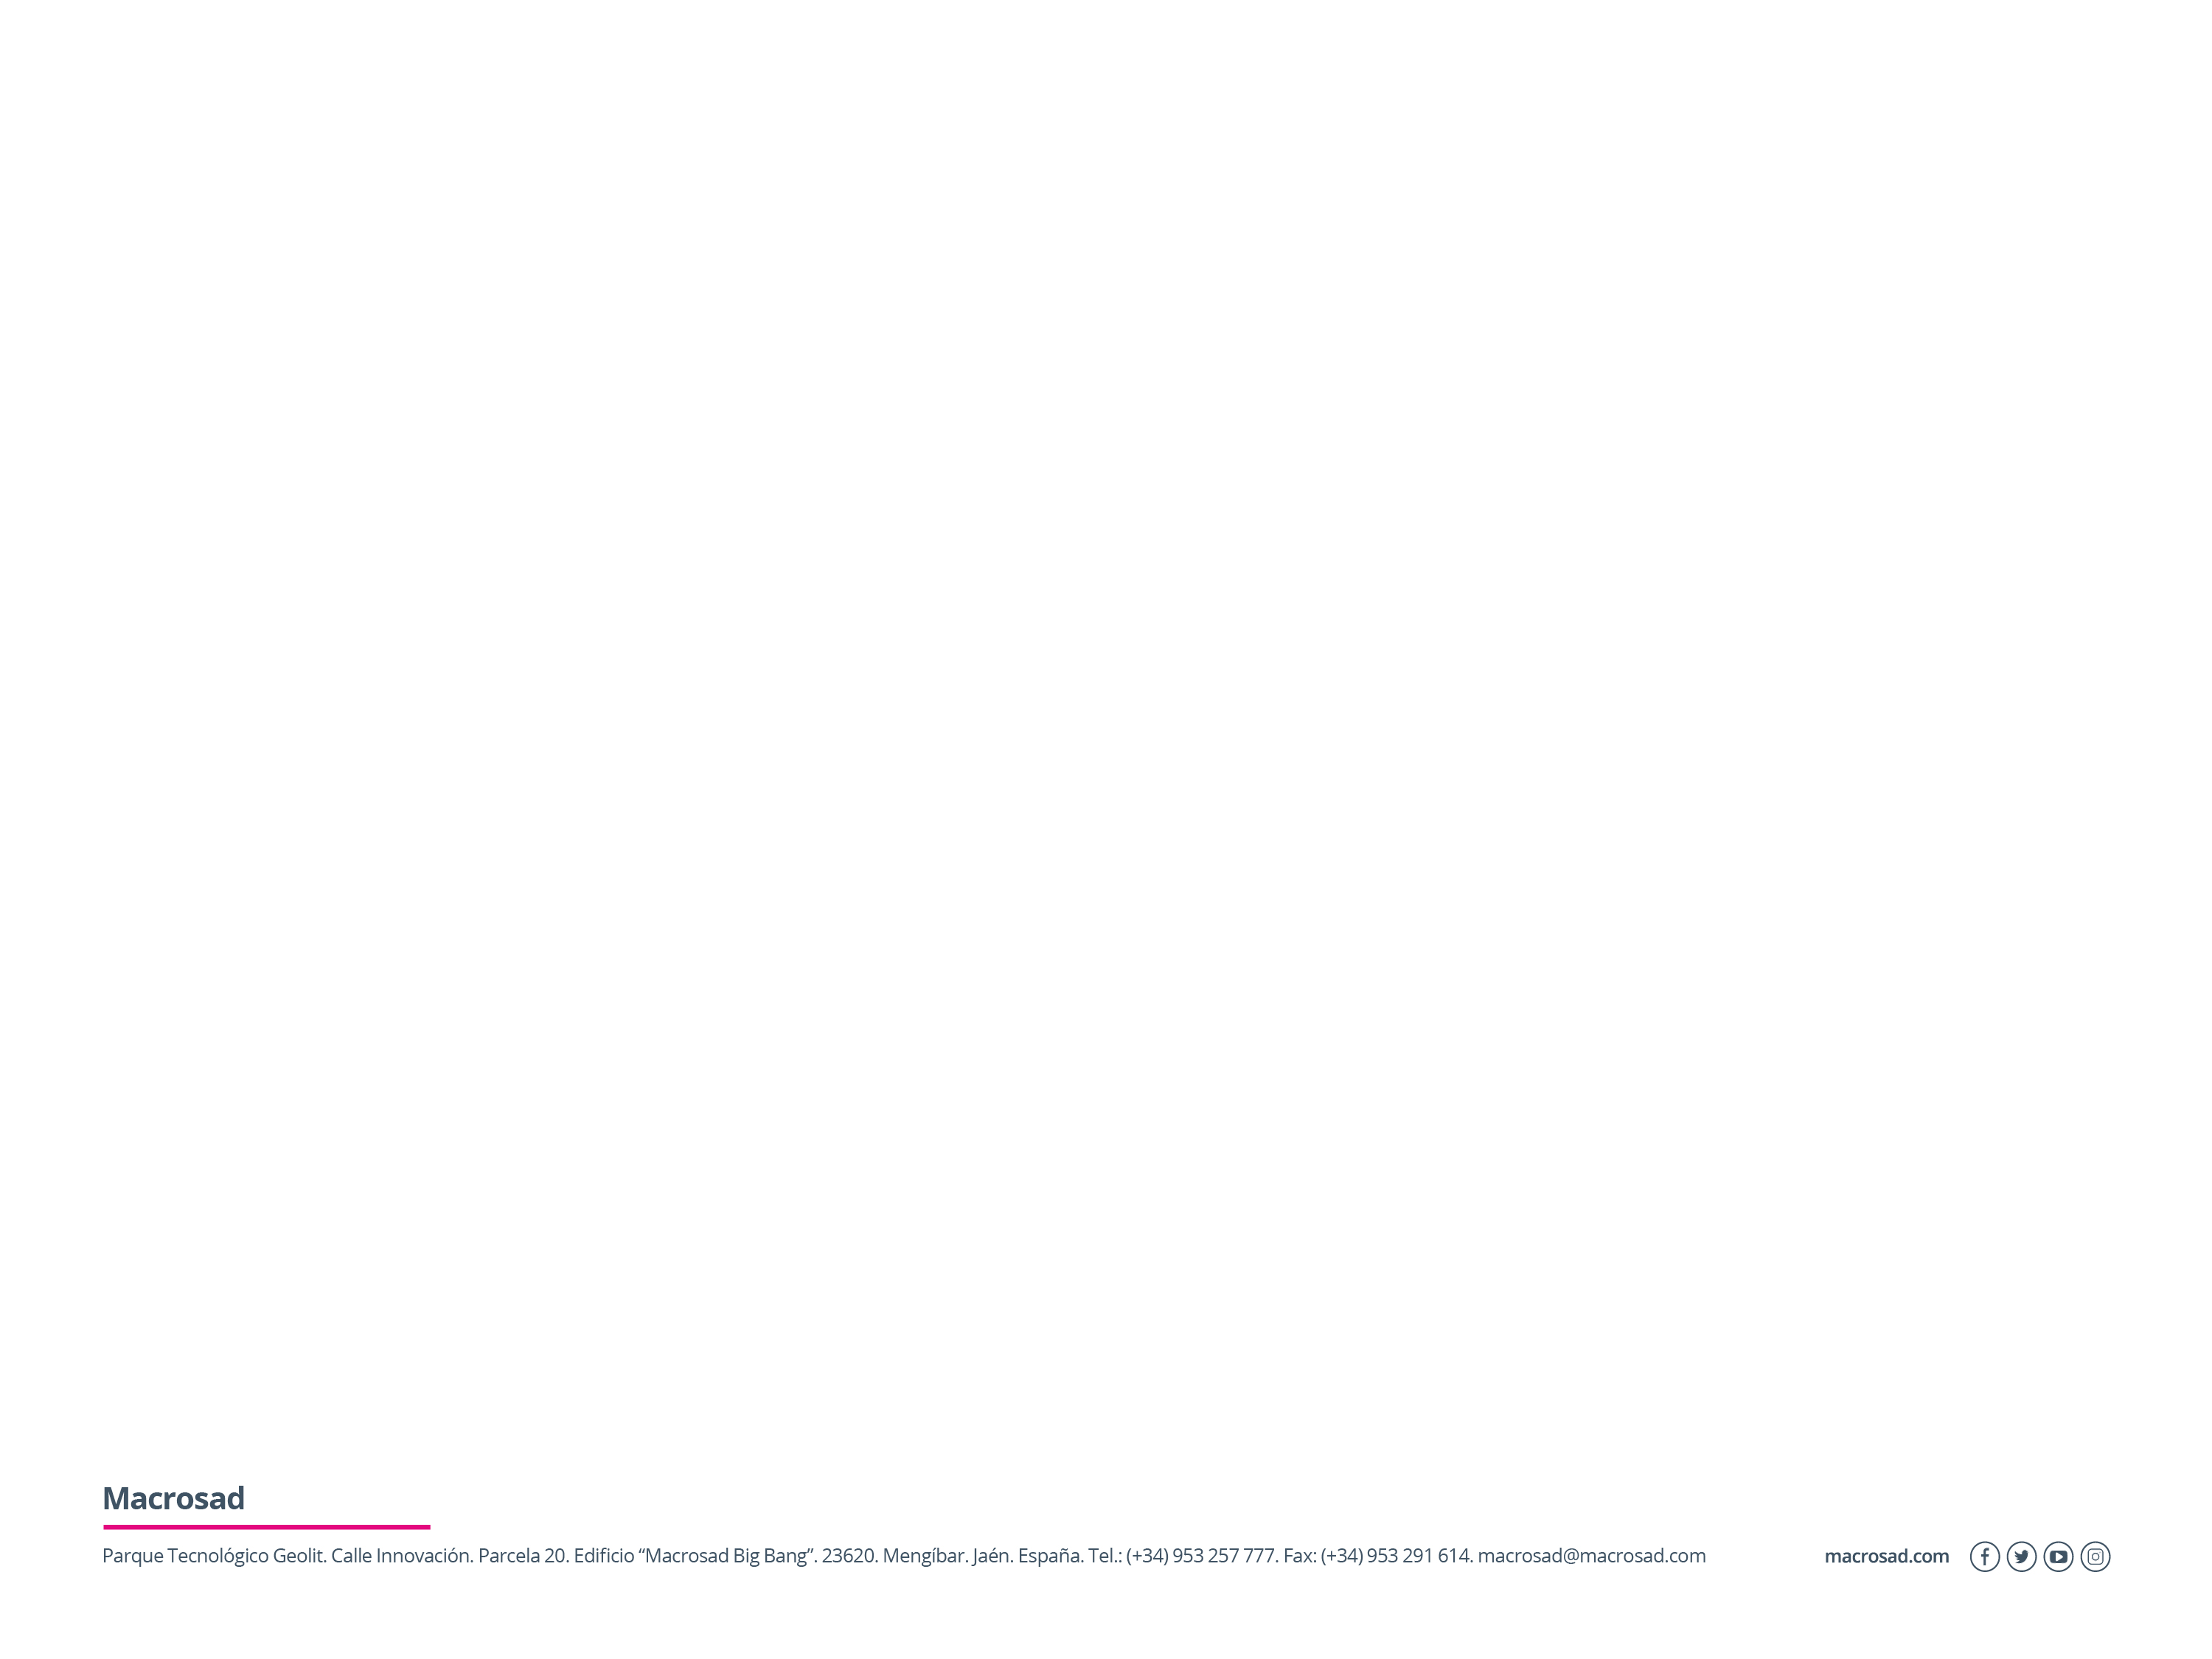 Macrosad
Parque Tecnológico Geolit. Calle Innovación. Parcela 20. Edificio “Macrosad Big Bang”. 23620. Mengíbar. Jaén. España. Tel.: (+34) 953 257 777. Fax: (+34) 953 291 614. macrosad@macrosad.com macrosad.com